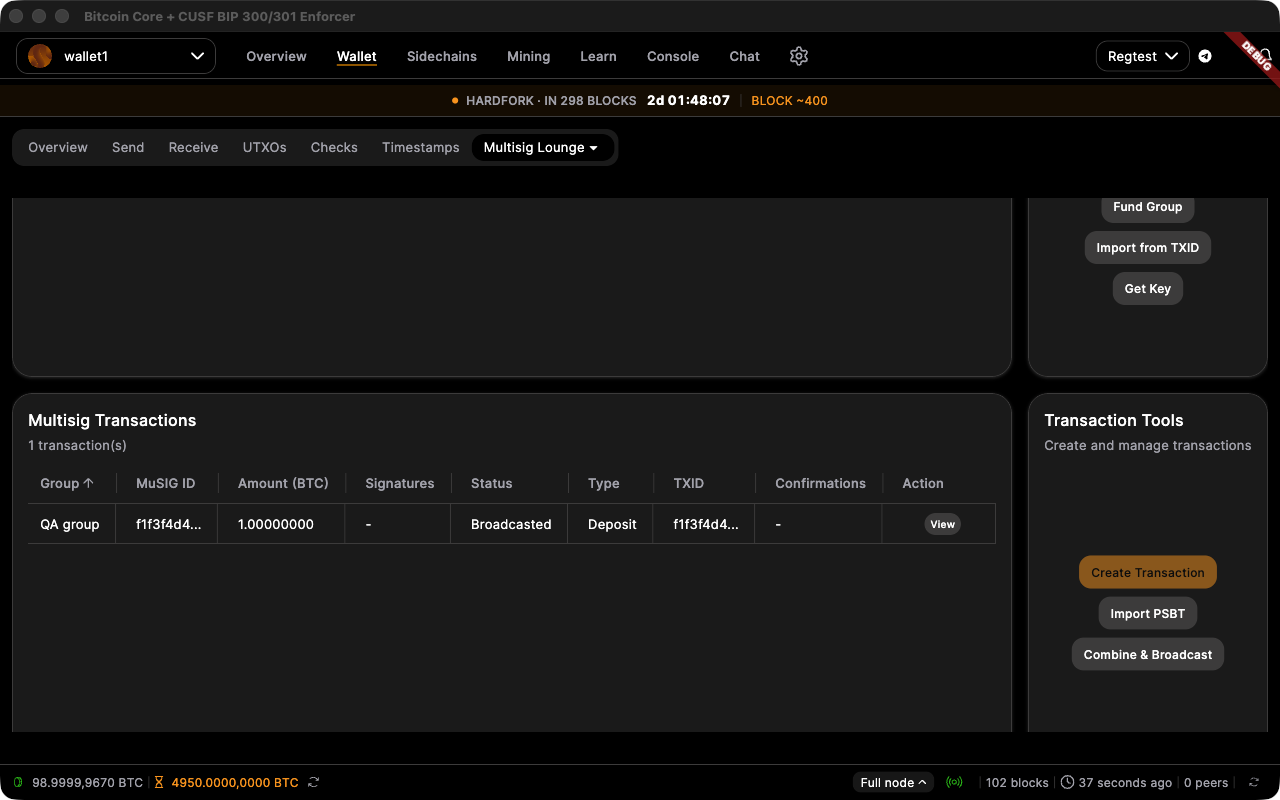 Bitcoin Core + CUSF BIP 300/301 Enforcer
wallet1
Overview
Wallet
Sidechains
Mining
Learn
Console
Chat
Regtest
DEBUG
HARDFORK · IN 298 BLOCKS 2d 01:48:07 BLOCK ~400
Overview
Send
Receive
UTXOs
Checks
Timestamps
Multisig Lounge
Fund Group
Import from TXID
Get Key
Multisig Transactions
1 transaction(s)
Group MuSIG ID Amount (BTC) Signatures Status Type TXID Confirmations Action
QA group f1f3f4d4... 1.00000000 - Broadcasted Deposit f1f3f4d4... - View
Transaction Tools
Create and manage transactions
Create Transaction
Import PSBT
Combine & Broadcast
98.9999,9670 BTC 4950.0000,0000 BTC
Full node 102 blocks 37 seconds ago 0 peers